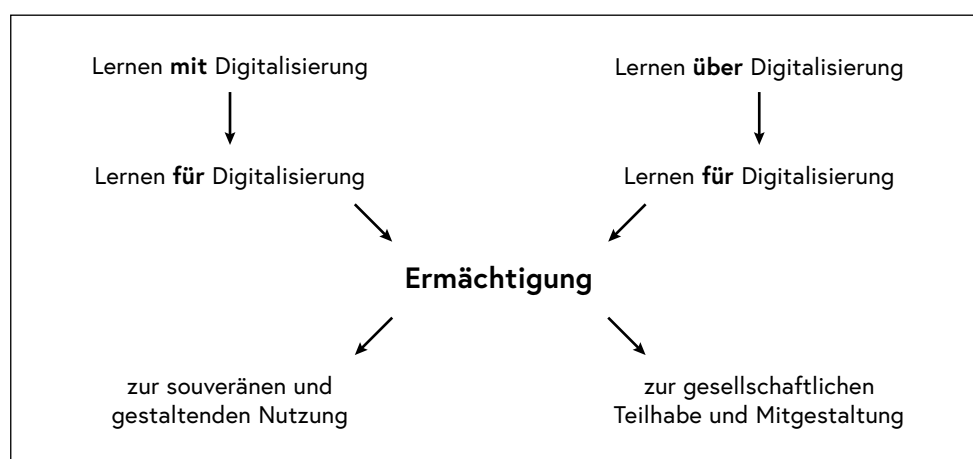 Lernen mit Digitalisierung
Lernen über Digitalisierung
Lernen für Digitalisierung
Lernen für Digitalisierung
Ermächtigung
zur souveränen und
gestaltenden Nutzung
zur gesellschaftlichen
Teilhabe und Mitgestaltung